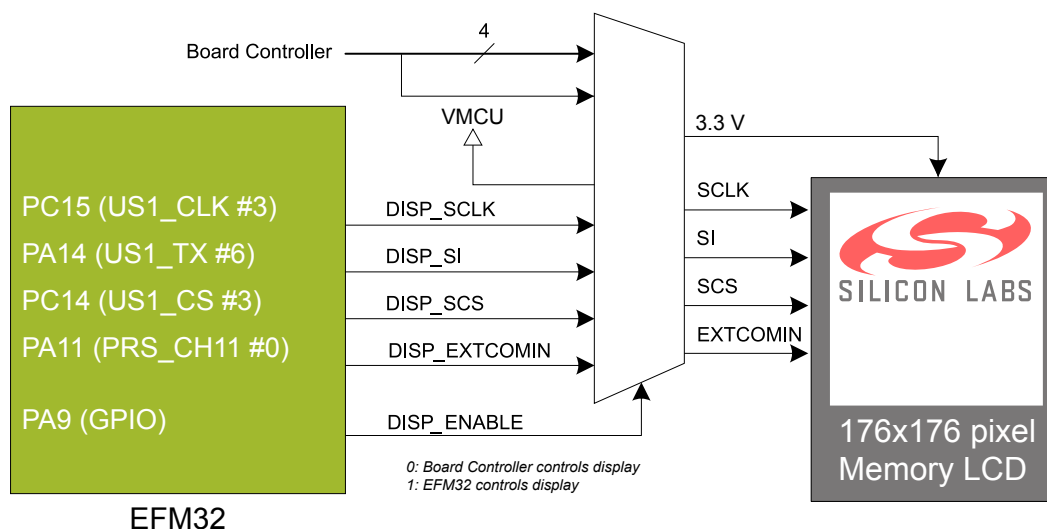 4
Board Controller
VMCU
3.3 V
PC15 (US1_CLK #3)
DISP_SCLK
SCLK
PA14 (US1_TX #6)
DISP_SI
SI
PC14 (US1_CS #3)
DISP_SCS
SCS
SILICON LABS
PA11 (PRS_CH11 #0)
DISP_EXTCOMIN
EXTCOMIN
PA9 (GPIO)
DISP_ENABLE
176x176 pixel
Memory LCD
0: Board Controller controls display
1: EFM32 controls display
EFM32